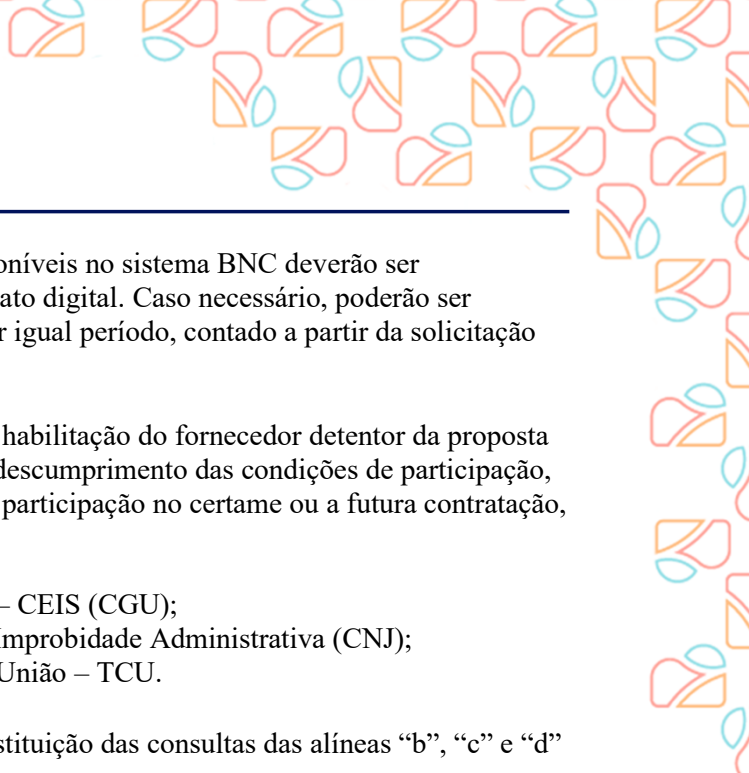 oníveis no sistema BNC deverão ser
ato digital. Caso necessário, poderão ser
r igual período, contado a partir da solicitação
habilitação do fornecedor detentor da proposta
descumprimento das condições de participação,
participação no certame ou a futura contratação,
– CEIS (CGU);
Improbidade Administrativa (CNJ);
União – TCU.
stituição das consultas das alíneas “b”, “c” e “d”